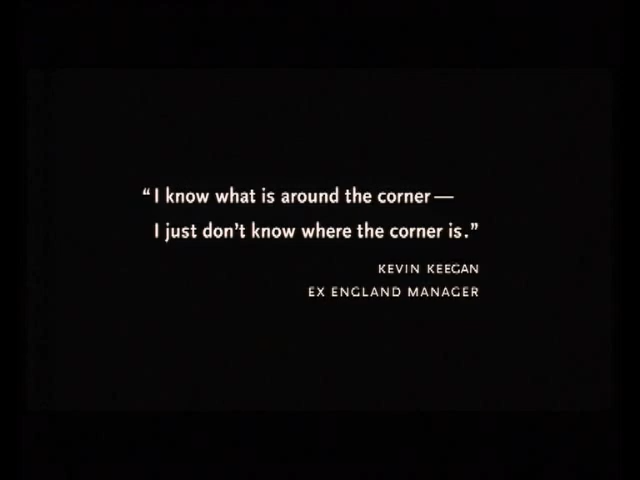 “I know what is around the corner—
I just don’t know where the corner is.”
KEVIN KEEGAN
EX ENGLAND MANAGER